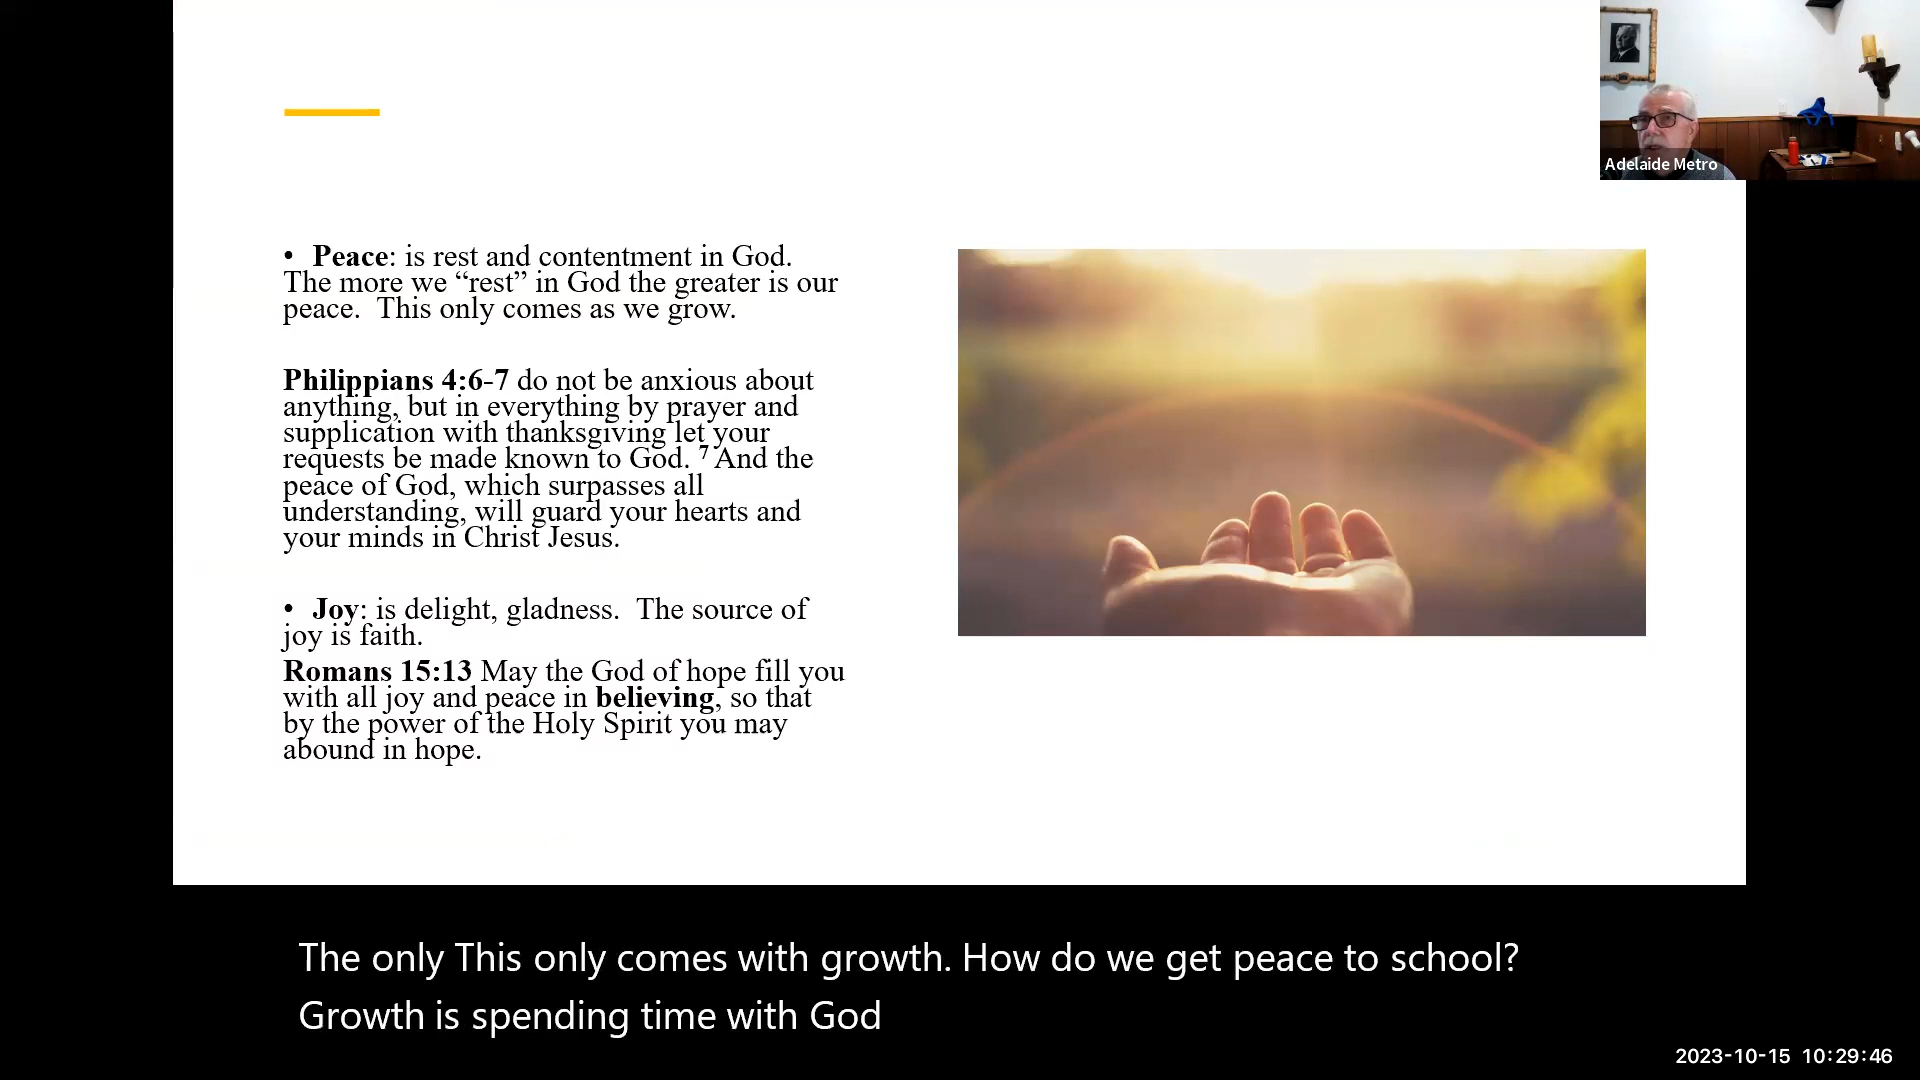 Adelaide Metro
• Peace: is rest and contentment in God.
The more we “rest” in God the greater is our
peace.  This only comes as we grow.
Philippians 4:6-7 do not be anxious about
anything, but in everything by prayer and
supplication with thanksgiving let your
requests be made known to God. ⁷ And the
peace of God, which surpasses all
understanding, will guard your hearts and
your minds in Christ Jesus.
• Joy: is delight, gladness.  The source of
joy is faith.
Romans 15:13 May the God of hope fill you
with all joy and peace in believing, so that
by the power of the Holy Spirit you may
abound in hope.
The only This only comes with growth. How do we get peace to school?
Growth is spending time with God
2023-10-15 10:29:46